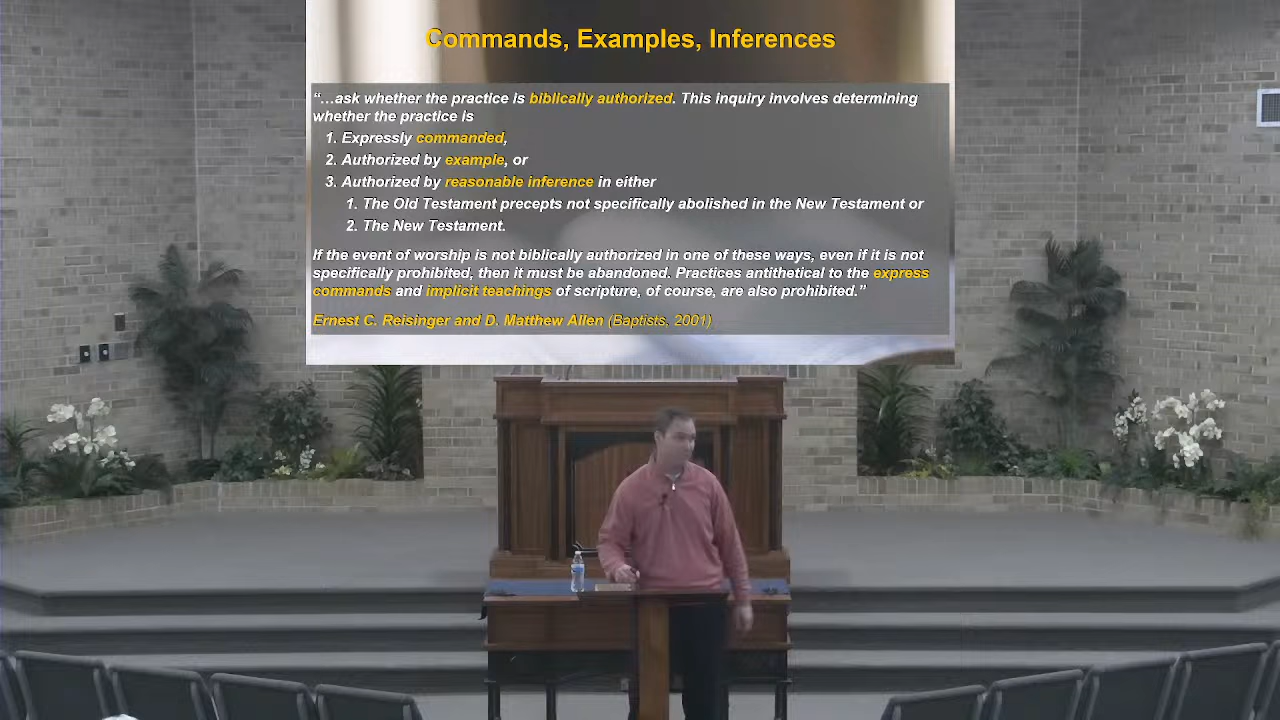 Commands, Examples, Inferences
“…ask whether the practice is biblically authorized. This inquiry involves determining
whether the practice is
1. Expressly commanded,
2. Authorized by example, or
3. Authorized by reasonable inference in either
1. The Old Testament precepts not specifically abolished in the New Testament or
2. The New Testament.
If the event of worship is not biblically authorized in one of these ways, even if it is not
specifically prohibited, then it must be abandoned. Practices antithetical to the express
commands and implicit teachings of scripture, of course, are also prohibited.”
Ernest C. Reisinger and D. Matthew Allen (Baptists, 2001)